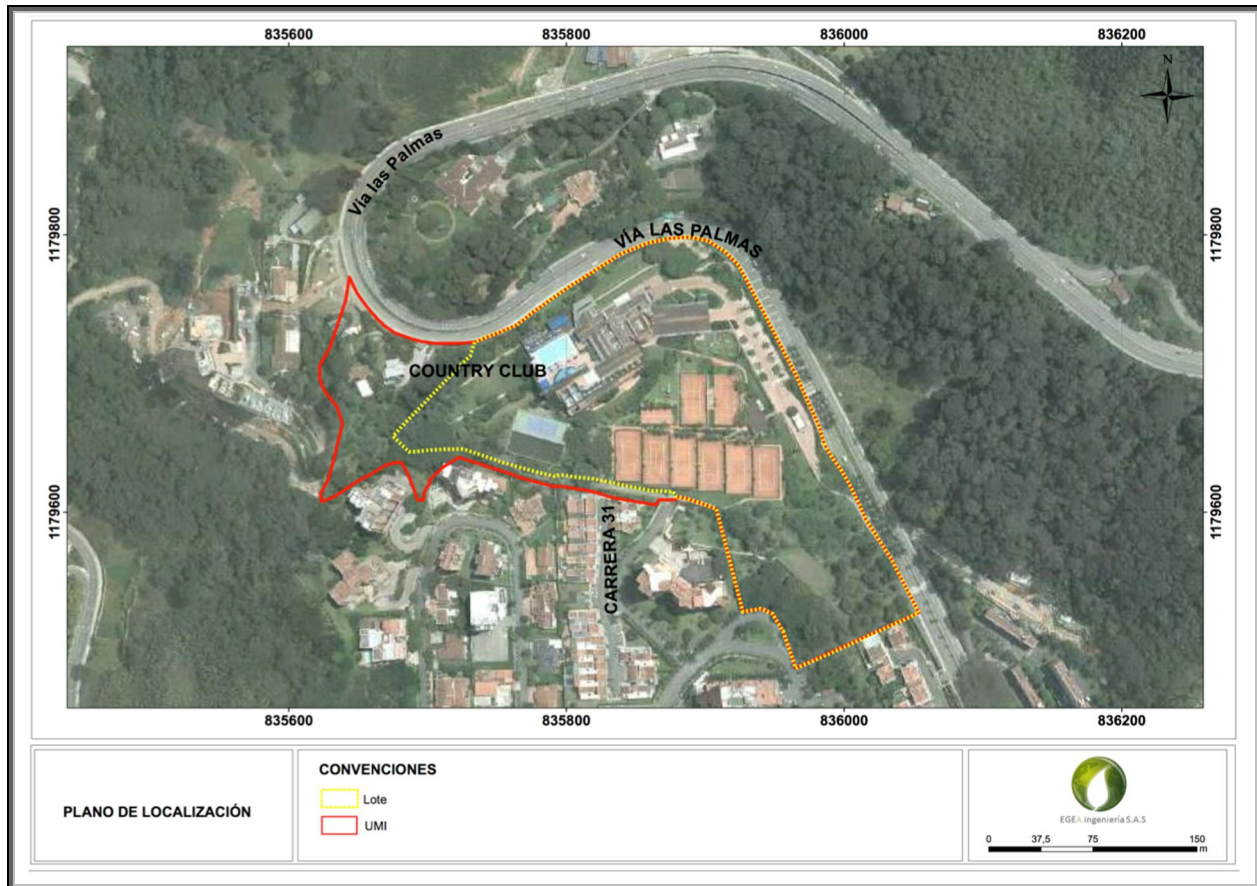 835600 835800 836000 836200
N
Vía las Palmas
VÍA LAS PALMAS
1179800 1179800
COUNTRY CLUB
1179600 1179600
CARRERA 31
835600 835800 836000 836200
PLANO DE LOCALIZACIÓN
CONVENCIONES
Lote
UMI
EGEA ingeniería S.A.S
0 37,5 75 150
m